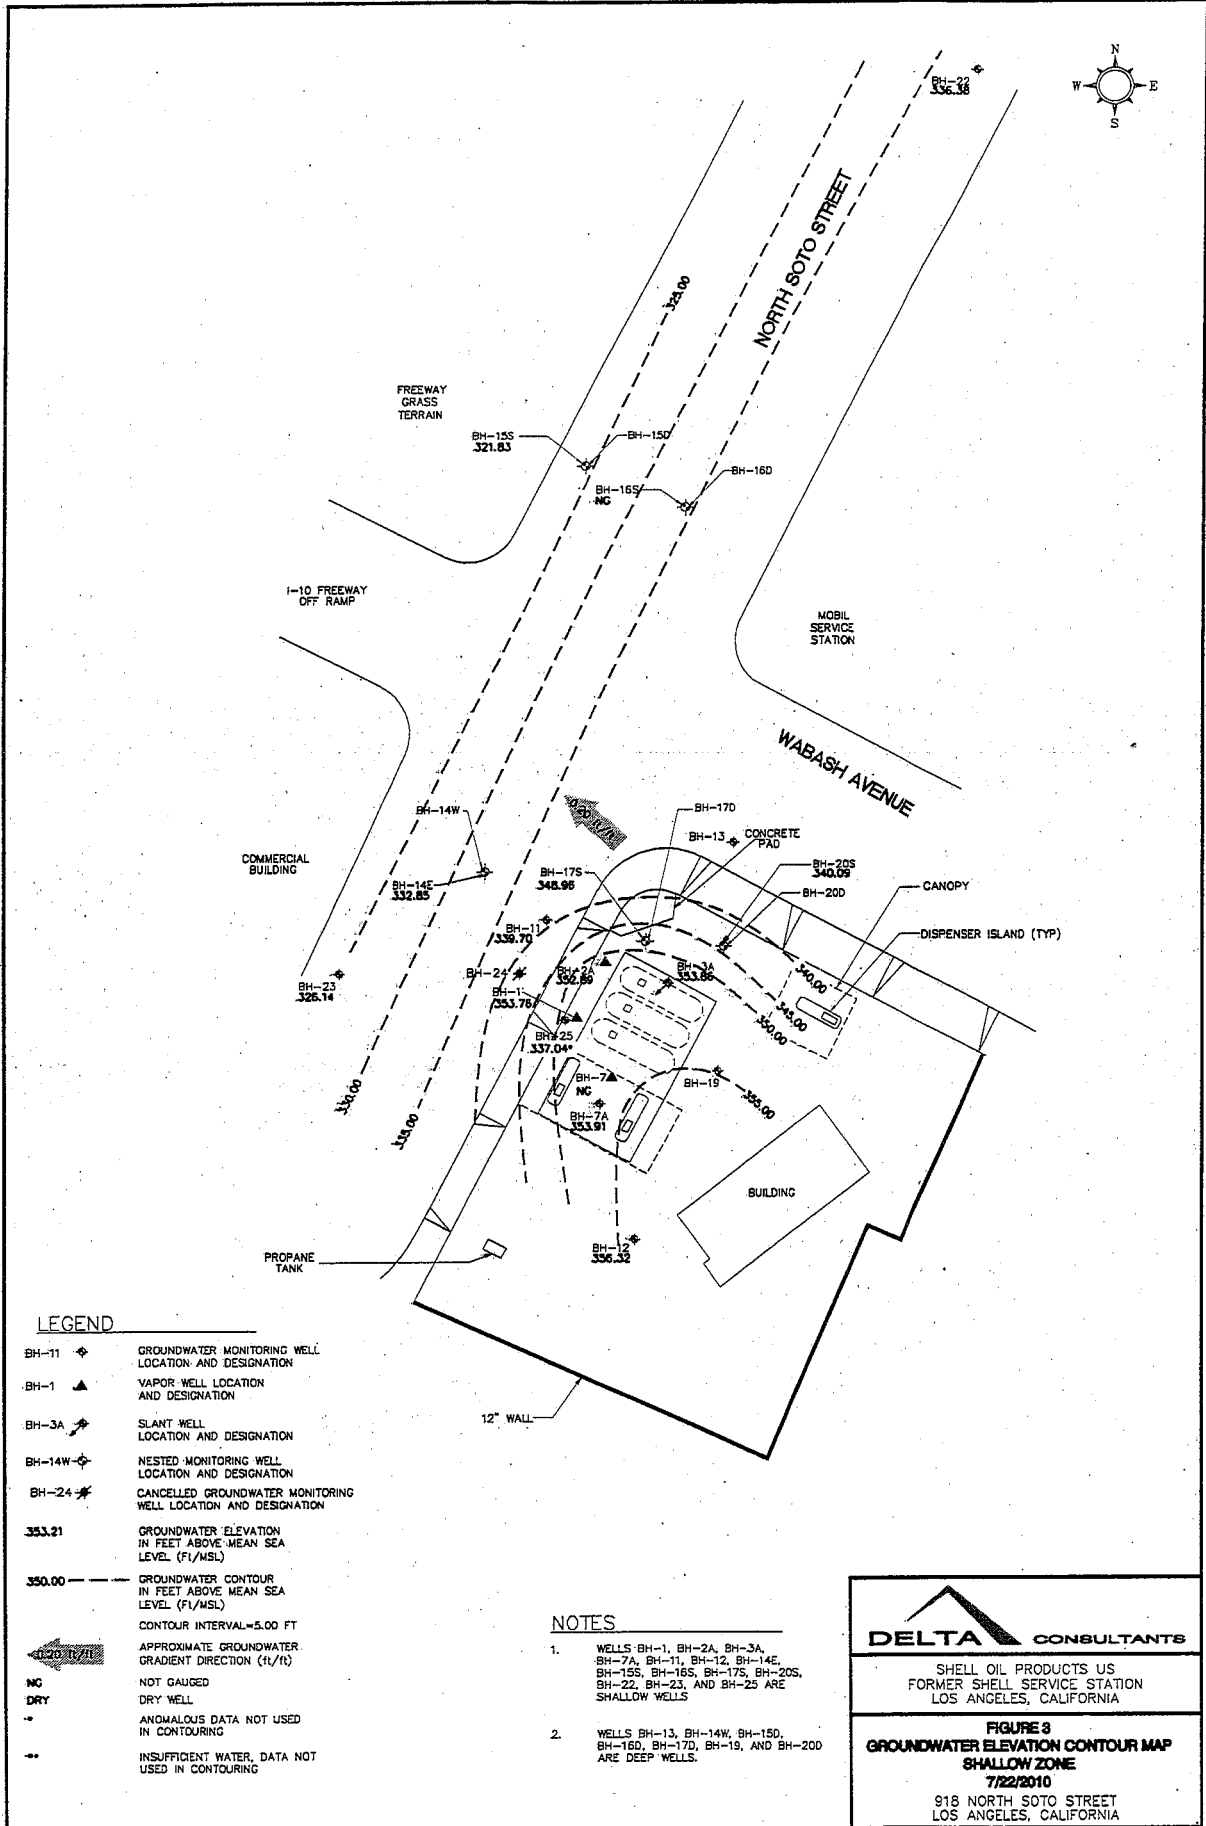 N
W
E
S
BH-22
336.38
NORTH SOTO STREET
325.00
FREEWAY
GRASS
TERRAIN
BH-15S
321.83
BH-15D
BH-16S
NG
BH-16D
I-10 FREEWAY
OFF RAMP
MOBIL
SERVICE
STATION
WABASH AVENUE
0.20 ft/ft
BH-14W
BH-17D
BH-13
CONCRETE
PAD
COMMERCIAL
BUILDING
BH-14E
332.85
BH-17S
348.96
BH-20S
340.09
BH-20D
CANOPY
BH-11
339.70
DISPENSER ISLAND (TYP)
BH-23
326.14
BH-24
BH-2A
352.89
BH-3A
353.86
340.00
BH-1
353.76
345.00
350.00
BH-25
337.04*
BH-7
NG
BH-19
355.00
330.00
335.00
BH-7A
353.91
BUILDING
BH-12
356.32
PROPANE
TANK
12" WALL
LEGEND
BH-11 GROUNDWATER MONITORING WELL
LOCATION AND DESIGNATION
BH-1 VAPOR WELL LOCATION
AND DESIGNATION
BH-3A SLANT WELL
LOCATION AND DESIGNATION
BH-14W NESTED MONITORING WELL
LOCATION AND DESIGNATION
BH-24 CANCELLED GROUNDWATER MONITORING
WELL LOCATION AND DESIGNATION
353.21 GROUNDWATER ELEVATION
IN FEET ABOVE MEAN SEA
LEVEL (Ft/MSL)
350.00 GROUNDWATER CONTOUR
IN FEET ABOVE MEAN SEA
LEVEL (Ft/MSL)
CONTOUR INTERVAL=5.00 FT
0.20 ft/ft APPROXIMATE GROUNDWATER
GRADIENT DIRECTION (ft/ft)
NG NOT GAUGED
DRY DRY WELL
* ANOMALOUS DATA NOT USED
IN CONTOURING
** INSUFFICIENT WATER, DATA NOT
USED IN CONTOURING
NOTES
1. WELLS BH-1, BH-2A, BH-3A,
BH-7A, BH-11, BH-12, BH-14E,
BH-15S, BH-16S, BH-17S, BH-20S,
BH-22, BH-23, AND BH-25 ARE
SHALLOW WELLS
2. WELLS BH-13, BH-14W, BH-15D,
BH-16D, BH-17D, BH-19, AND BH-20D
ARE DEEP WELLS.
DELTA CONSULTANTS
SHELL OIL PRODUCTS US
FORMER SHELL SERVICE STATION
LOS ANGELES, CALIFORNIA
FIGURE 3
GROUNDWATER ELEVATION CONTOUR MAP
SHALLOW ZONE
7/22/2010
918 NORTH SOTO STREET
LOS ANGELES, CALIFORNIA